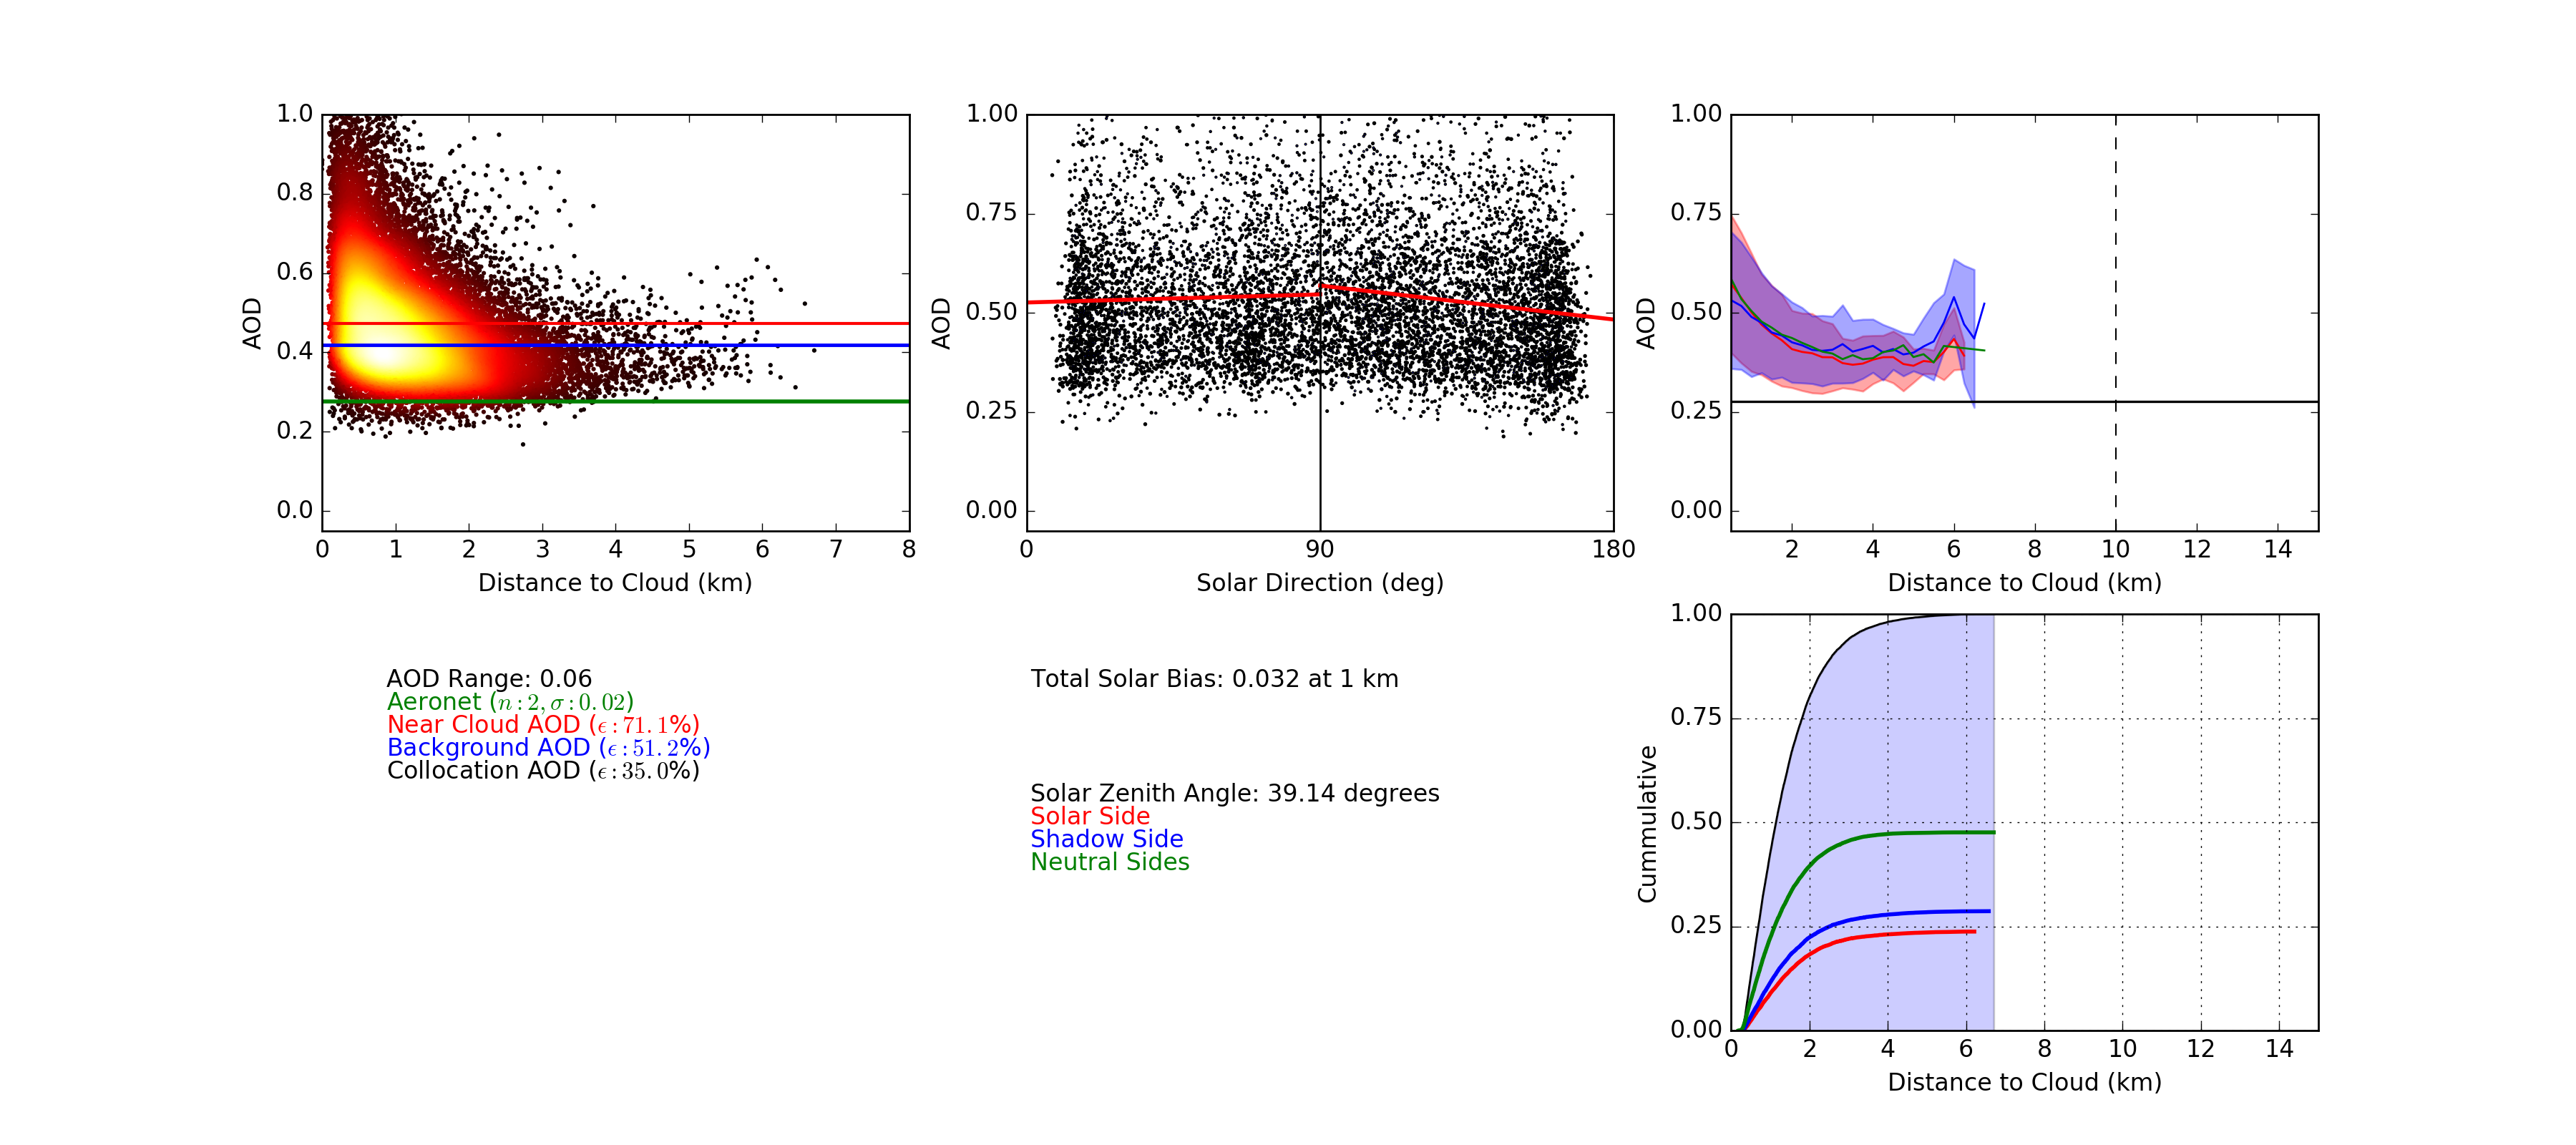 1.0
0.8
0.6
0.4
0.2
0.0
AOD
0 1 2 3 4 5 6 7 8
Distance to Cloud (km)
1.00
0.75
0.50
0.25
0.00
AOD
0 90 180
Solar Direction (deg)
1.00
0.75
0.50
0.25
0.00
AOD
2 4 6 8 10 12 14
Distance to Cloud (km)
AOD Range: 0.06
Aeronet (n : 2, σ : 0.02)
Near Cloud AOD (ϵ : 71.1%)
Background AOD (ϵ : 51.2%)
Collocation AOD (ϵ : 35.0%)
Total Solar Bias: 0.032 at 1 km
Solar Zenith Angle: 39.14 degrees
Solar Side
Shadow Side
Neutral Sides
1.00
0.75
0.50
0.25
0.00
Cummulative
0 2 4 6 8 10 12 14
Distance to Cloud (km)